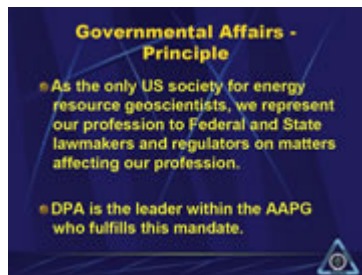 Governmental Affairs -
Principle
As the only US society for energy
resource geoscientists, we represent
our profession to Federal and State
lawmakers and regulators on matters
affecting our profession.
DPA is the leader within the AAPG
who fulfills this mandate.